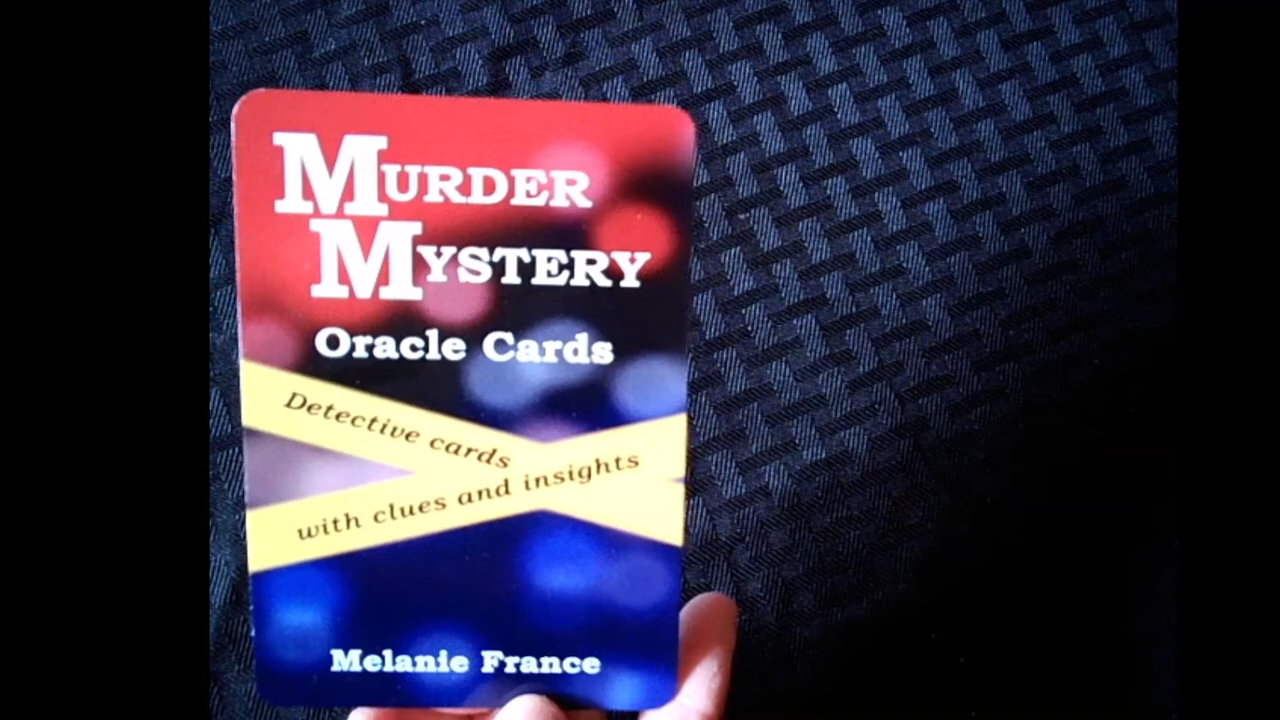 MURDER
MYSTERY
Oracle Cards
Detective cards
with clues and insights
Melanie France